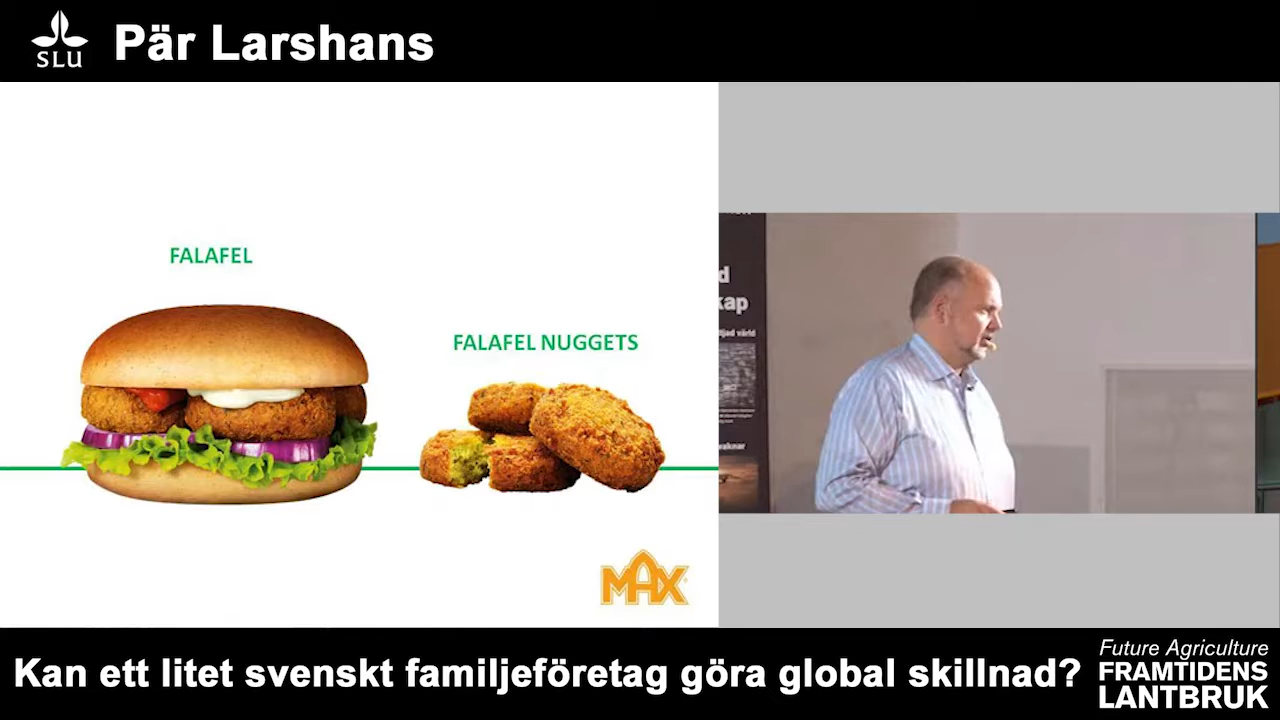 SLU
Pär Larshans
FALAFEL
FALAFEL NUGGETS
MAX
d
kap
Kan ett litet svenskt familjeföretag göra global skillnad?
Future Agriculture
FRAMTIDENS
LANTBRUK